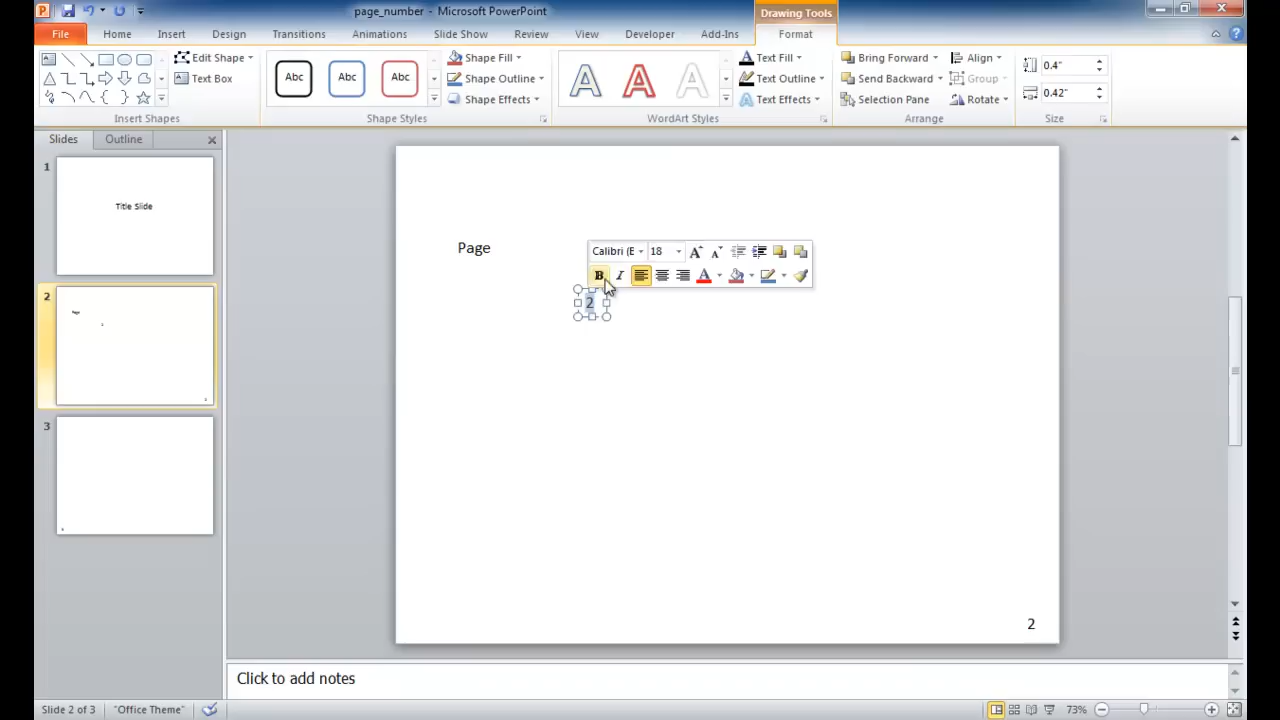 page_number - Microsoft PowerPoint
Drawing Tools
File Home Insert Design Transitions Animations Slide Show Review View Developer Add-Ins Format
Edit Shape
Text Box
Insert Shapes
Abc Abc Abc
Shape Fill
Shape Outline
Shape Effects
Shape Styles
A A A
Text Fill
Text Outline
Text Effects
WordArt Styles
Bring Forward
Send Backward
Selection Pane
Align
Group
Rotate
Arrange
0.4"
0.42"
Size
Slides Outline
1
Title Slide
2
Page
2
3
Page
Calibri (E 18
B I
2
2
Click to add notes
Slide 2 of 3 "Office Theme" 73%